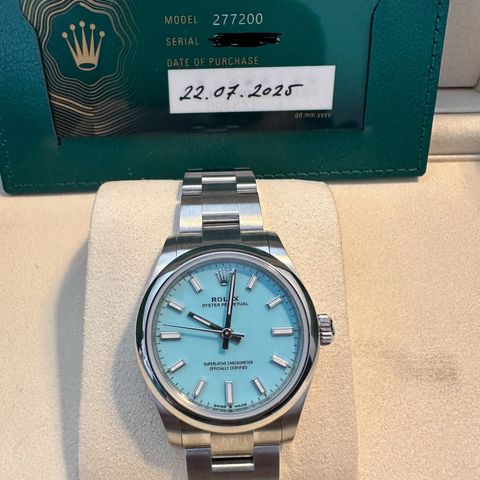 MODEL 277200
SERIAL
DATE OF PURCHASE
22.07.2025
dd.mm.yyyy
ROLEX
OYSTER PERPETUAL
SUPERLATIVE CHRONOMETER
OFFICIALLY CERTIFIED
SWISS MADE